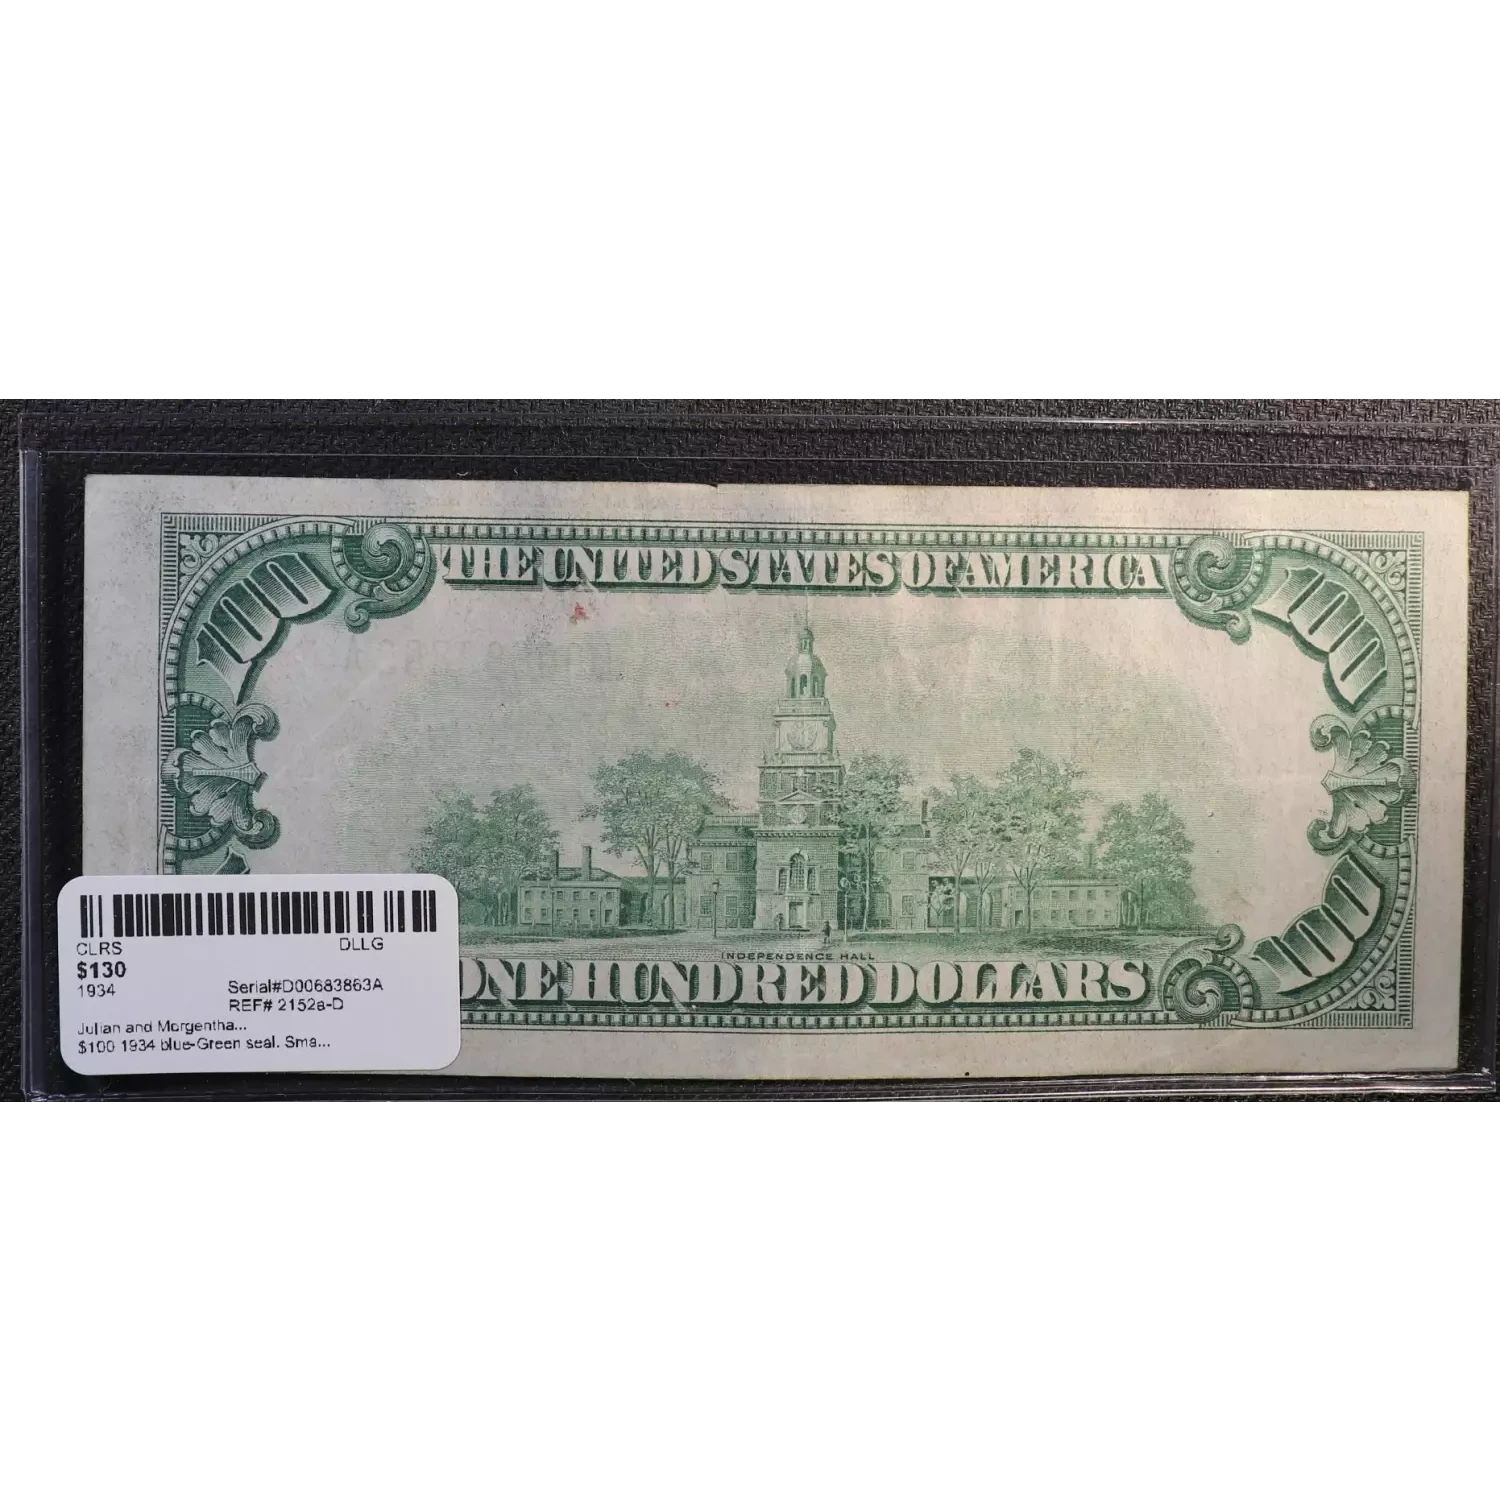 THE UNITED STATES OF AMERICA
100
100
100
INDEPENDENCE HALL
ONE HUNDRED DOLLARS
CLRS DLLG
$130
1934 Serial#D00683863A
REF# 2152a-D
Julian and Morgentha...
$100 1934 blue-Green seal. Sma...